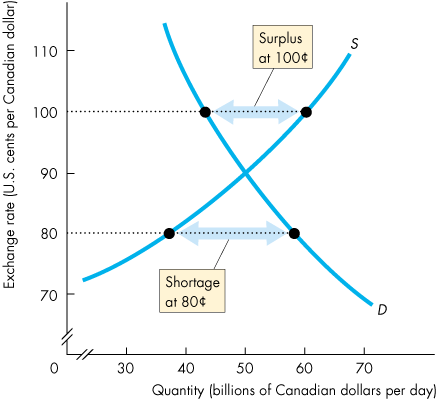 Exchange rate (U.S. cents per Canadian dollar)
110
100
90
80
70
0
30
40
50
60
70
Quantity (billions of Canadian dollars per day)
Surplus
at 100¢
S
Shortage
at 80¢
D